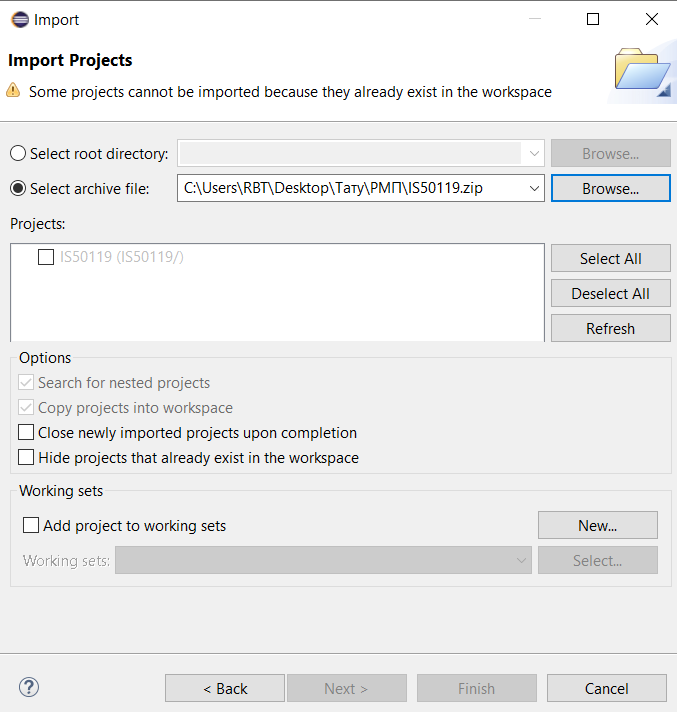 Import
Import Projects
Some projects cannot be imported because they already exist in the workspace
Select root directory:
Browse...
Select archive file:
C:\Users\RBT\Desktop\Тату\РМП\IS50119.zip
Browse...
Projects:
IS50119 (IS50119/)
Select All
Deselect All
Refresh
Options
Search for nested projects
Copy projects into workspace
Close newly imported projects upon completion
Hide projects that already exist in the workspace
Working sets
Add project to working sets
New...
Working sets:
Select...
?
< Back
Next >
Finish
Cancel